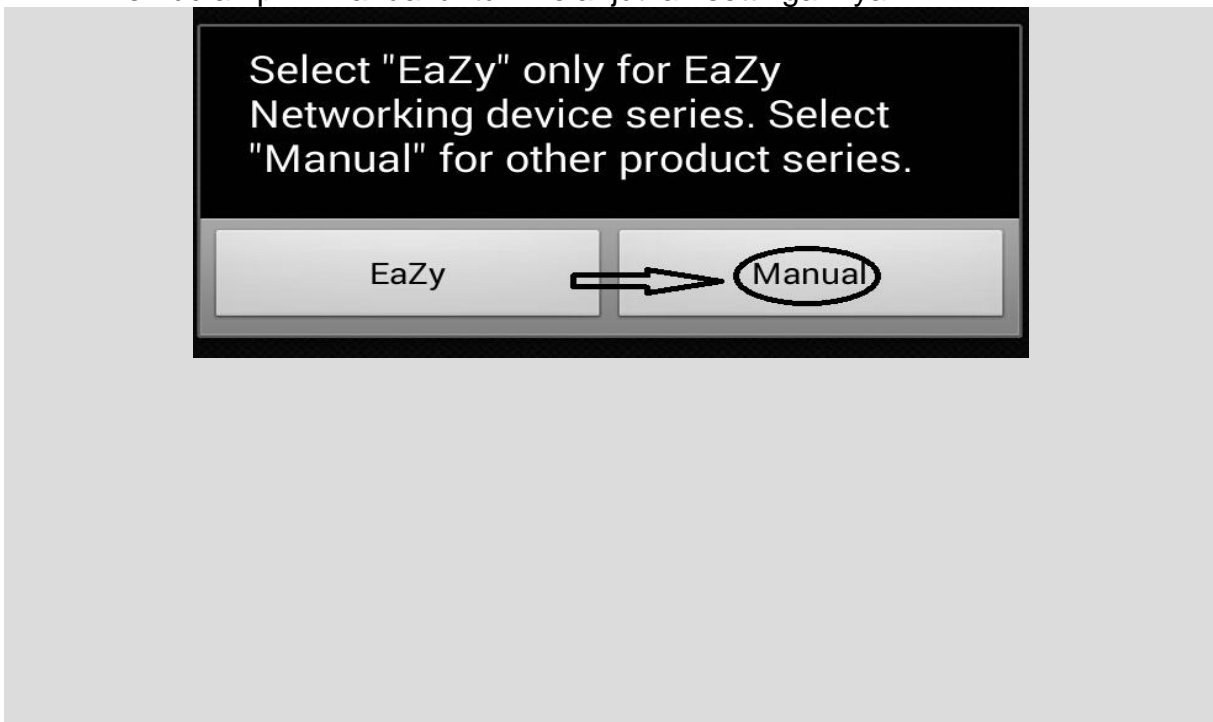 Select "EaZy" only for EaZy
Networking device series. Select
"Manual" for other product series.
EaZy
Manual